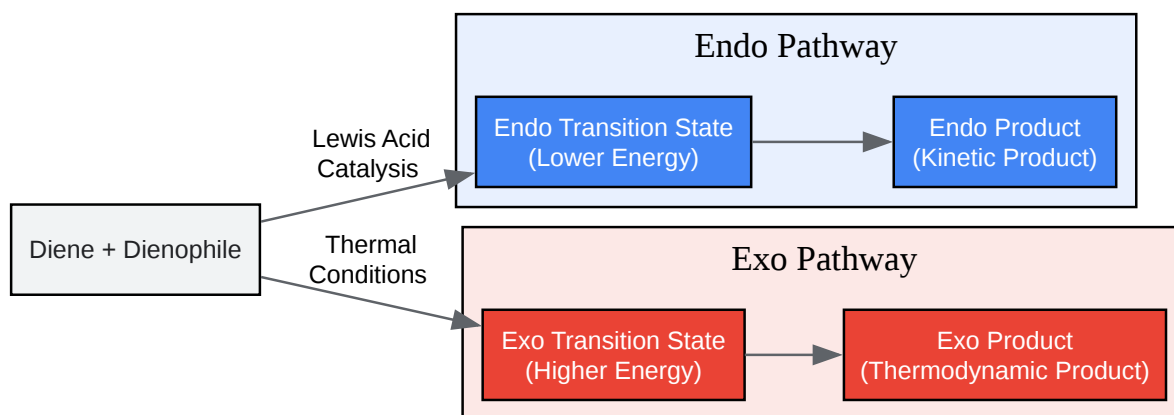 Endo Pathway
Endo Transition State
(Lower Energy)
Endo Product
(Kinetic Product)
Lewis Acid
Catalysis
Diene + Dienophile
Thermal
Conditions
Exo Pathway
Exo Transition State
(Higher Energy)
Exo Product
(Thermodynamic Product)